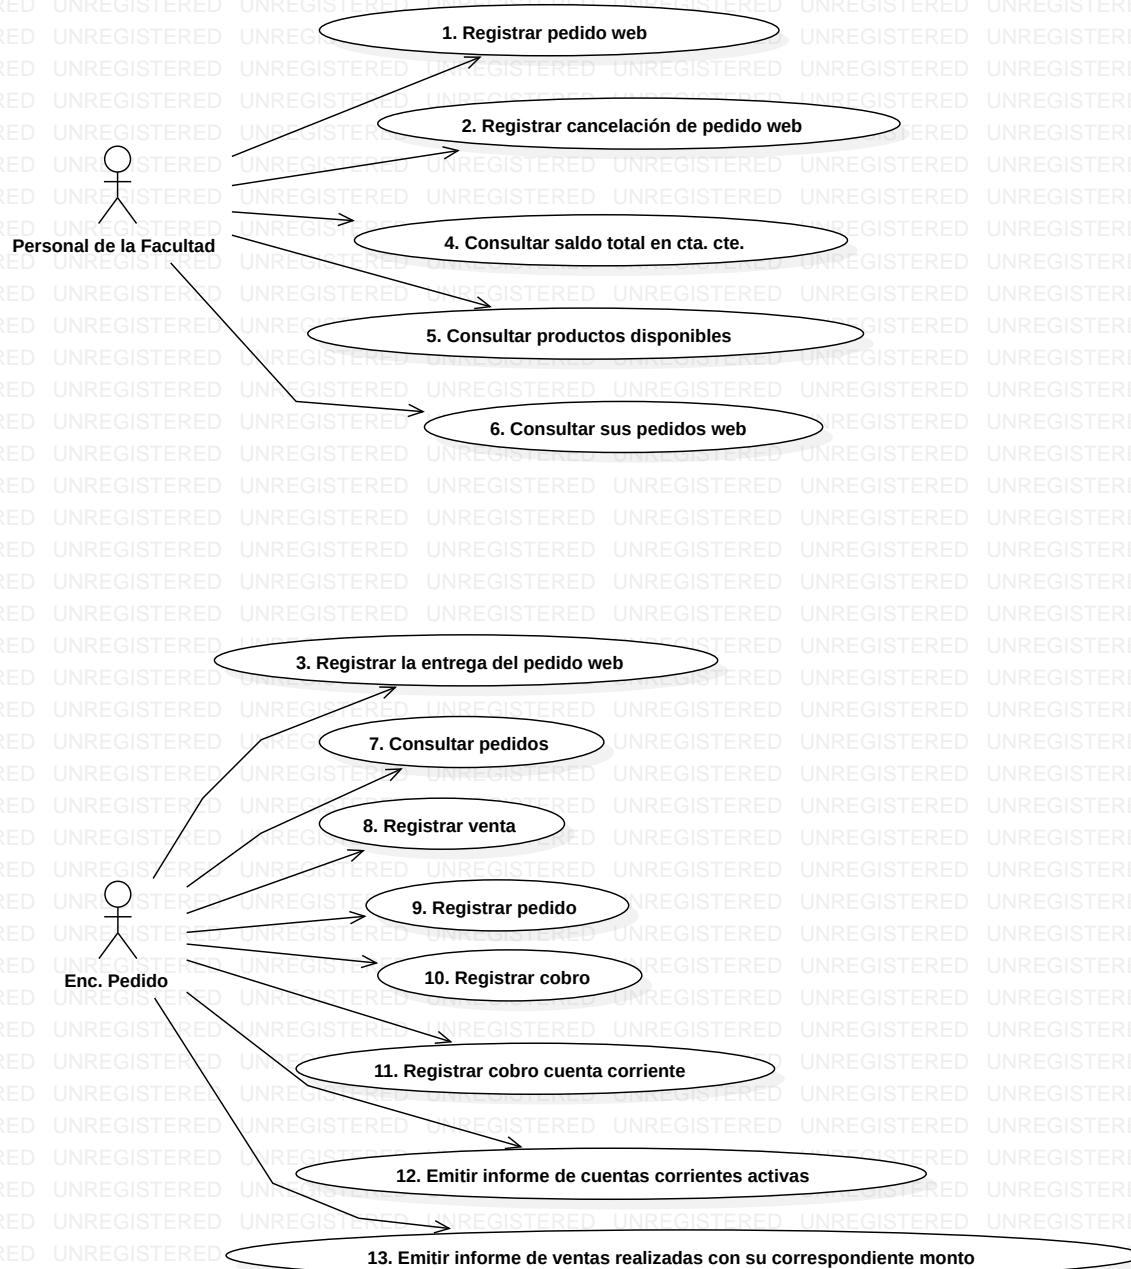 1. Registrar pedido web
2. Registrar cancelación de pedido web
Personal de la Facultad
4. Consultar saldo total en cta. cte.
5. Consultar productos disponibles
6. Consultar sus pedidos web
3. Registrar la entrega del pedido web
7. Consultar pedidos
8. Registrar venta
9. Registrar pedido
Enc. Pedido
10. Registrar cobro
11. Registrar cobro cuenta corriente
12. Emitir informe de cuentas corrientes activas
13. Emitir informe de ventas realizadas con su correspondiente monto
UNREGISTERED